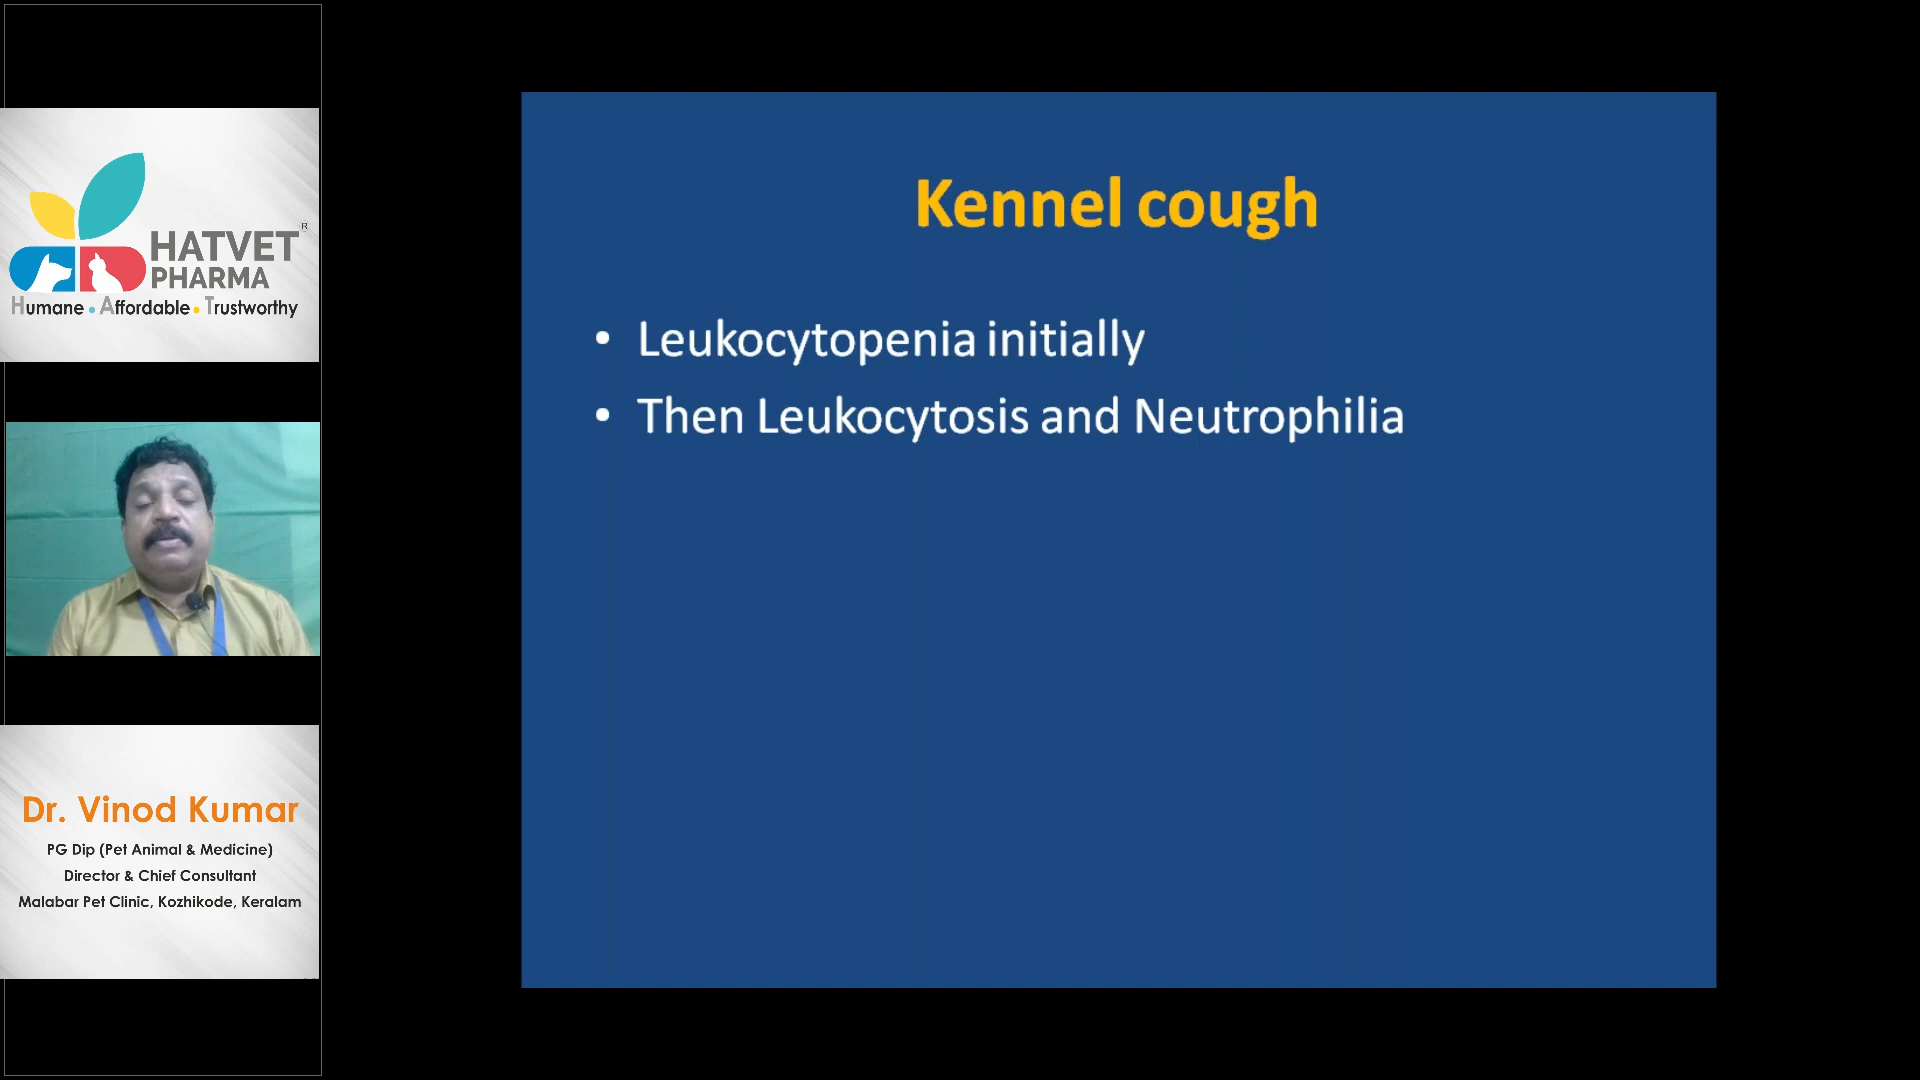 HATVET®
PHARMA
Humane • Affordable • Trustworthy
Dr. Vinod Kumar
PG Dip (Pet Animal & Medicine)
Director & Chief Consultant
Malabar Pet Clinic, Kozhikode, Keralam
Kennel cough
• Leukocytopenia initially
• Then Leukocytosis and Neutrophilia